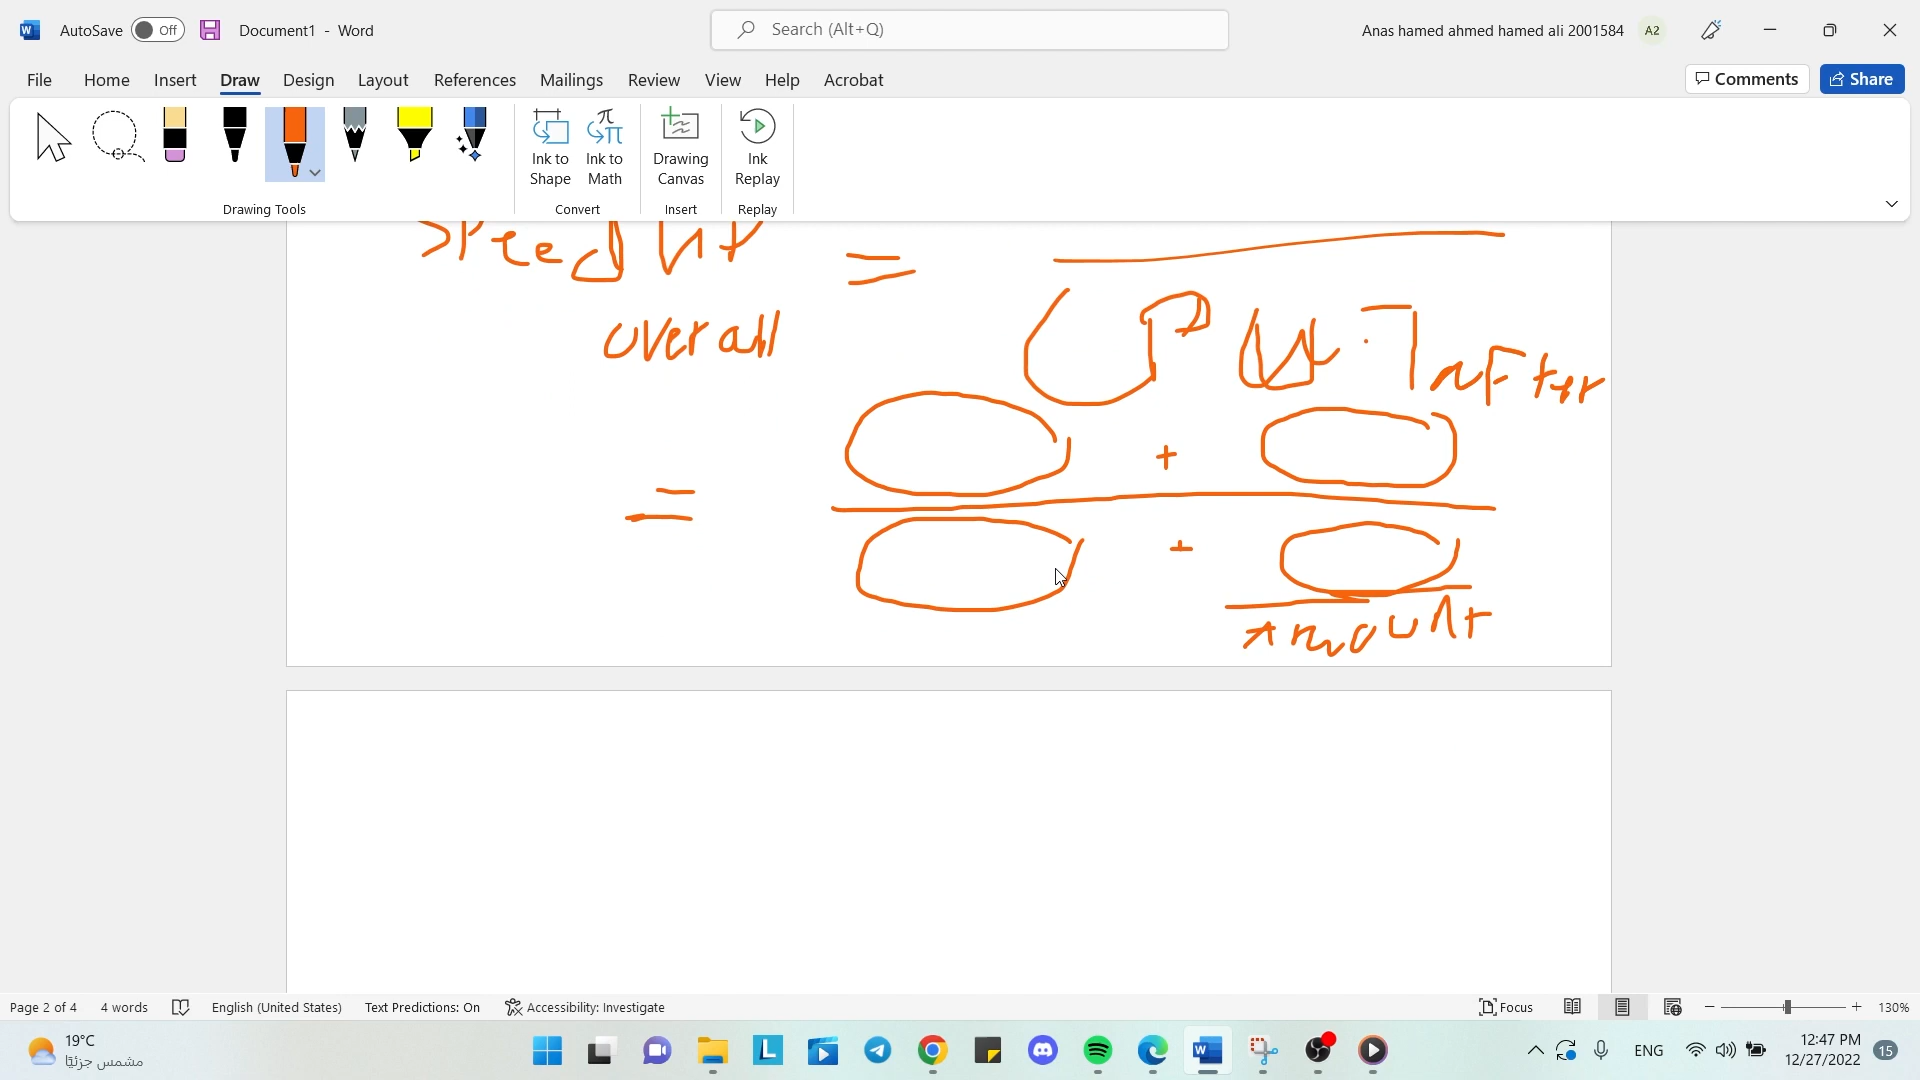 AutoSave Off Document1 - Word Search (Alt+Q) Anas hamed ahmed hamed ali 2001584 A2
File Home Insert Draw Design Layout References Mailings Review View Help Acrobat Comments Share
Ink to Shape Ink to Math Drawing Canvas Ink Replay
Drawing Tools Convert Insert Replay
Speed up =
overall CPU.T after
= + 
+
Amount
Page 2 of 4 4 words English (United States) Text Predictions: On Accessibility: Investigate Focus 130%
19°C
مشمس جزئيًا
ENG 12:47 PM
12/27/2022 15